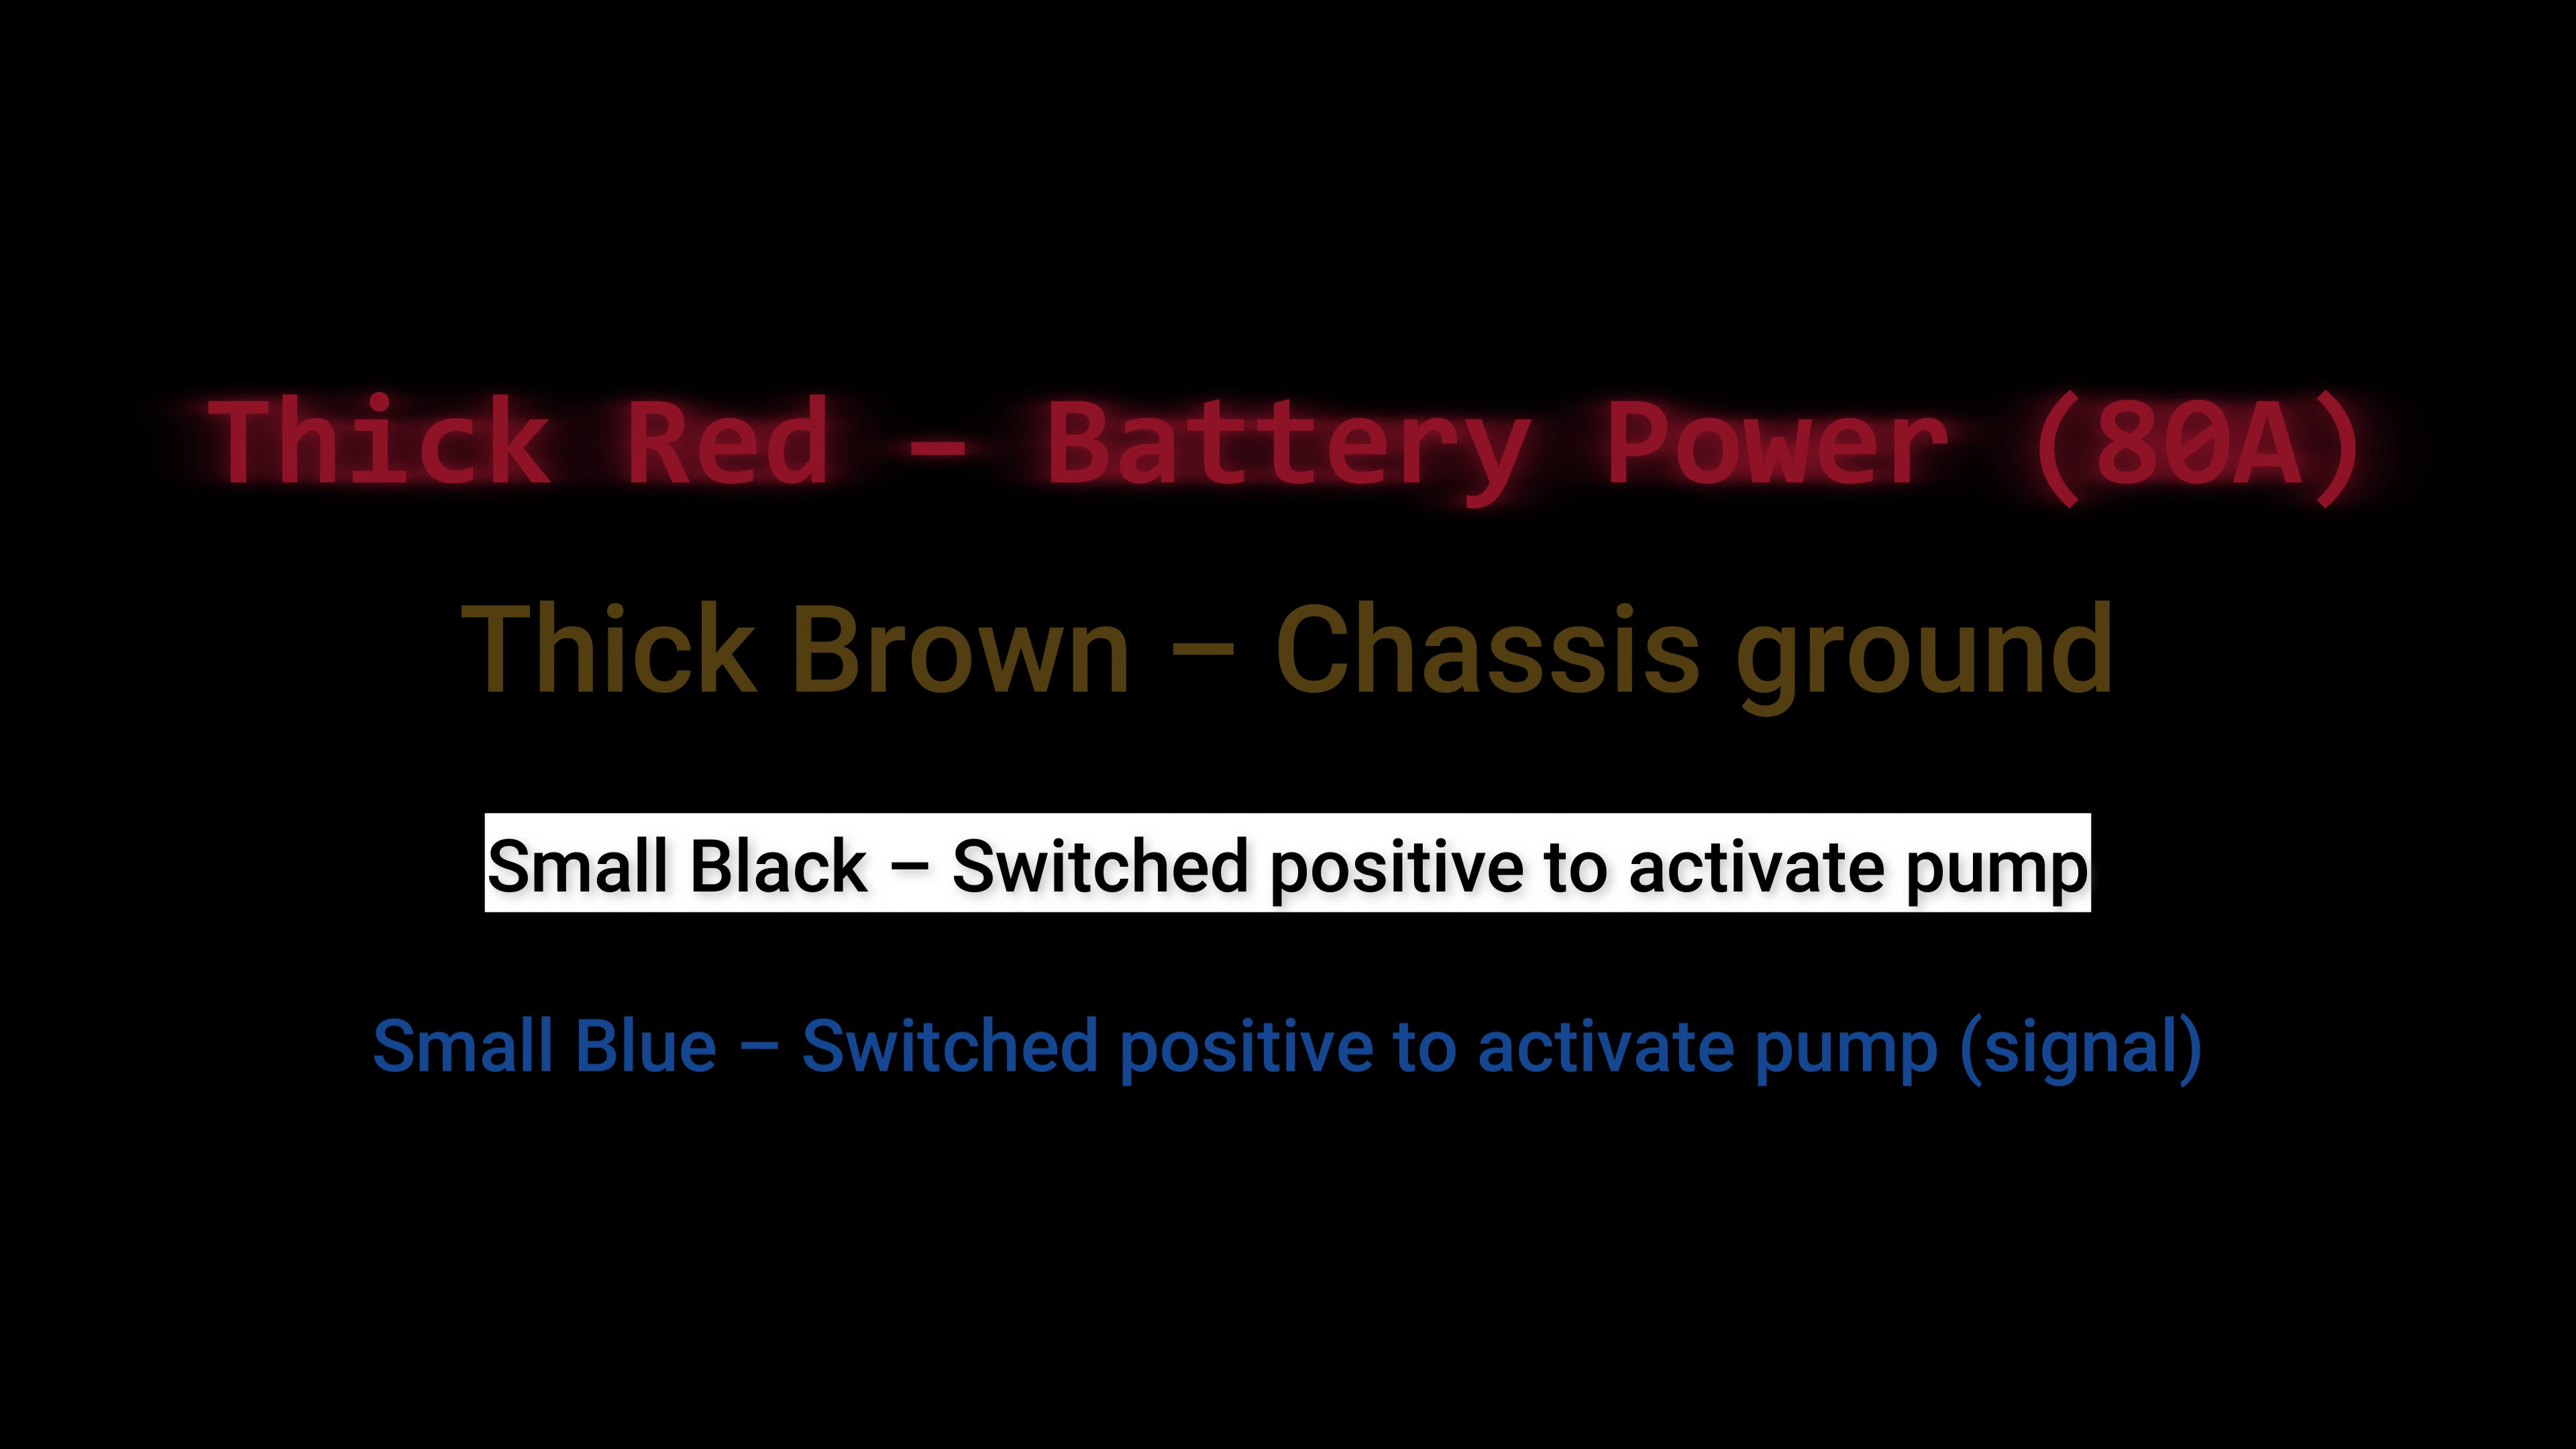 Thick Red – Battery Power (80A)
Thick Brown – Chassis ground
Small Black – Switched positive to activate pump
Small Blue – Switched positive to activate pump (signal)